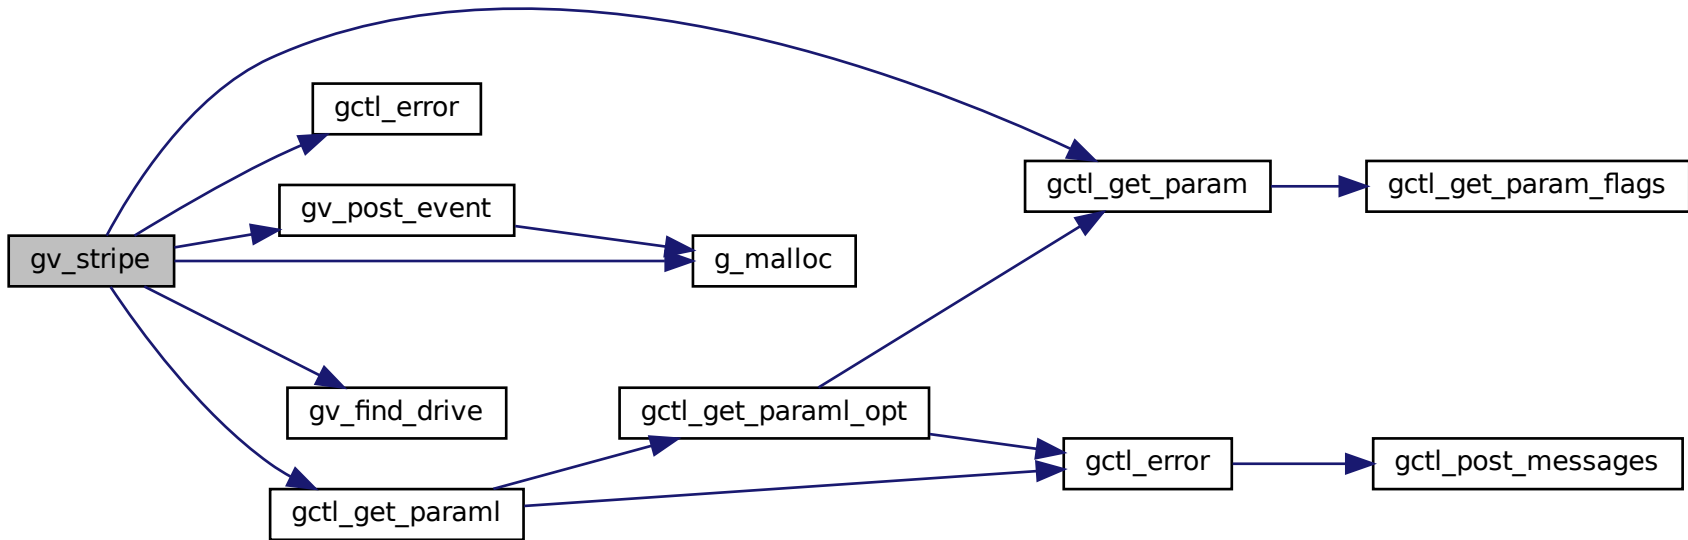 gctl_error
gctl_get_param
gctl_get_param_flags
gv_post_event
gv_stripe
g_malloc
gv_find_drive
gctl_get_paraml_opt
gctl_error
gctl_post_messages
gctl_get_paraml